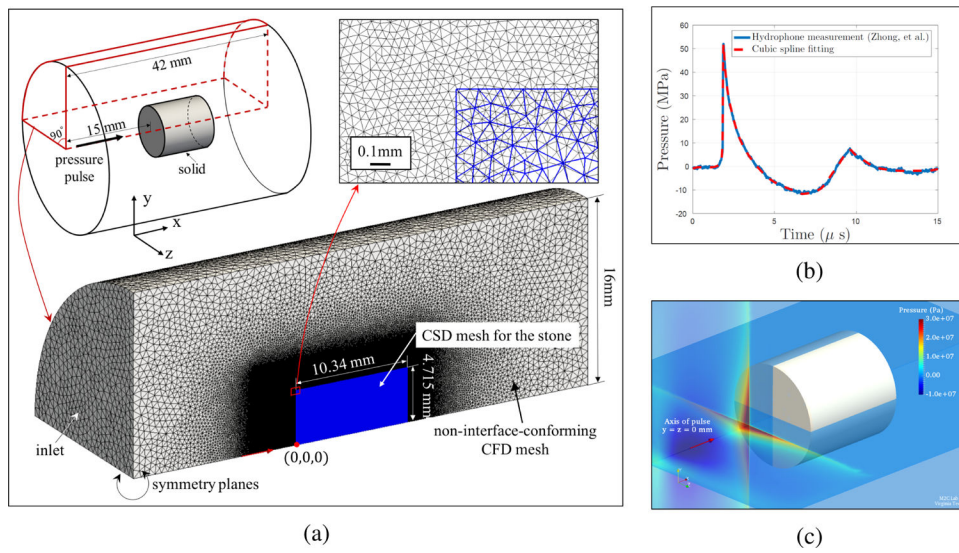 42 mm
90°
15 mm
pressure
pulse
solid
y
x
z
0.1mm
16mm
CSD mesh for the stone
10.34 mm
4.715 mm
non-interface-conforming
CFD mesh
inlet
(0,0,0)
symmetry planes
(a)
Hydrophone measurement (Zhong, et al.)
Cubic spline fitting
60
50
40
30
20
10
0
-10
-20
Pressure (MPa)
0
5
10
15
Time (μ s)
(b)
Pressure (Pa)
3.0e+07
2.0e+07
1.0e+07
0.00
-1.0e+07
Axis of pulse
y = z = 0 mm
(c)